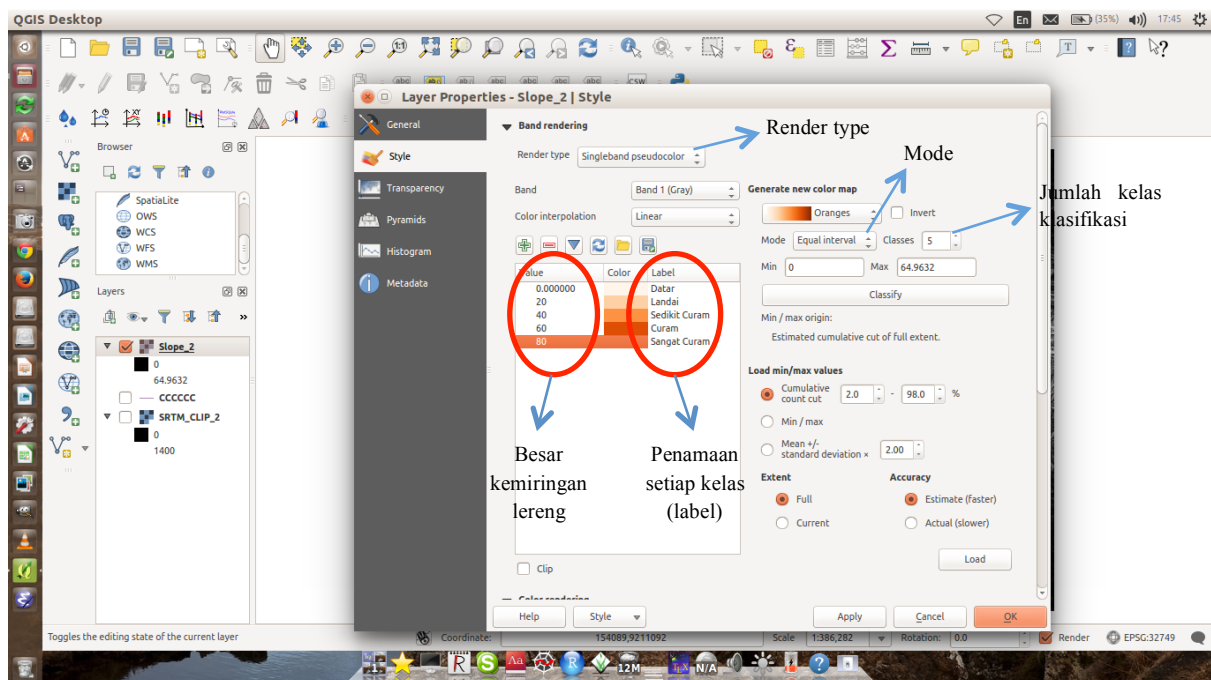 QGIS Desktop
En
(35%)
17:45
Layer Properties - Slope_2 | Style
General
Style
Transparency
Pyramids
Histogram
Metadata
Browser
SpatiaLite
OWS
WCS
WFS
WMS
Layers
Slope_2
0
64.9632
CCCCCC
SRTM_CLIP_2
0
1400
Band rendering
Render type Singleband pseudocolor
Render type
Mode
Jumlah kelas
klasifikasi
Band Band 1 (Gray)
Color interpolation Linear
Value Color Label
0.000000 Datar
20 Landai
40 Sedikit Curam
60 Curam
80 Sangat Curam
Besar
kemiringan
lereng
Penamaan
setiap kelas
(label)
Clip
Generate new color map
Oranges Invert
Mode Equal interval Classes 5
Min 0 Max 64.9632
Classify
Min / max origin:
Estimated cumulative cut of full extent.
Load min/max values
Cumulative
count cut 2.0 - 98.0 %
Min / max
Mean +/-
standard deviation × 2.00
Extent Accuracy
Full Estimate (faster)
Current Actual (slower)
Load
Color rendering
Help Style Apply Cancel OK
Toggles the editing state of the current layer
Coordinate: 154089,9211092 Scale 1:386,282 Rotation: 0.0 Render EPSG:32749
12M
N/A